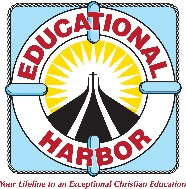 EDUCATIONAL
HARBOR
Your Lifeline to an Exceptional Christian Education